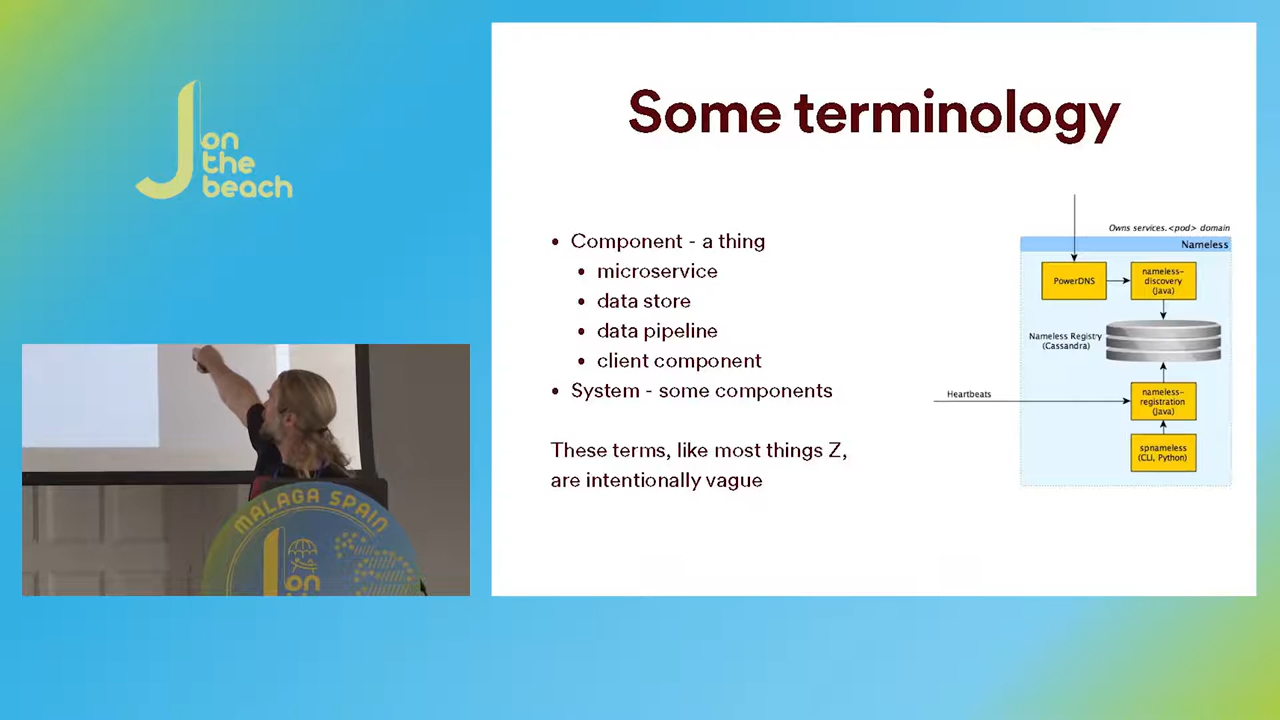 J on
the
beach
Some terminology
• Component - a thing
• microservice
• data store
• data pipeline
• client component
• System - some components
These terms, like most things Z,
are intentionally vague
Owns services.<pod> domain
Nameless
PowerDNS
nameless-
discovery
(Java)
Nameless Registry
(Cassandra)
Heartbeats
nameless-
registration
(Java)
spnameless
(CLI, Python)
MALAGA SPAIN
J on